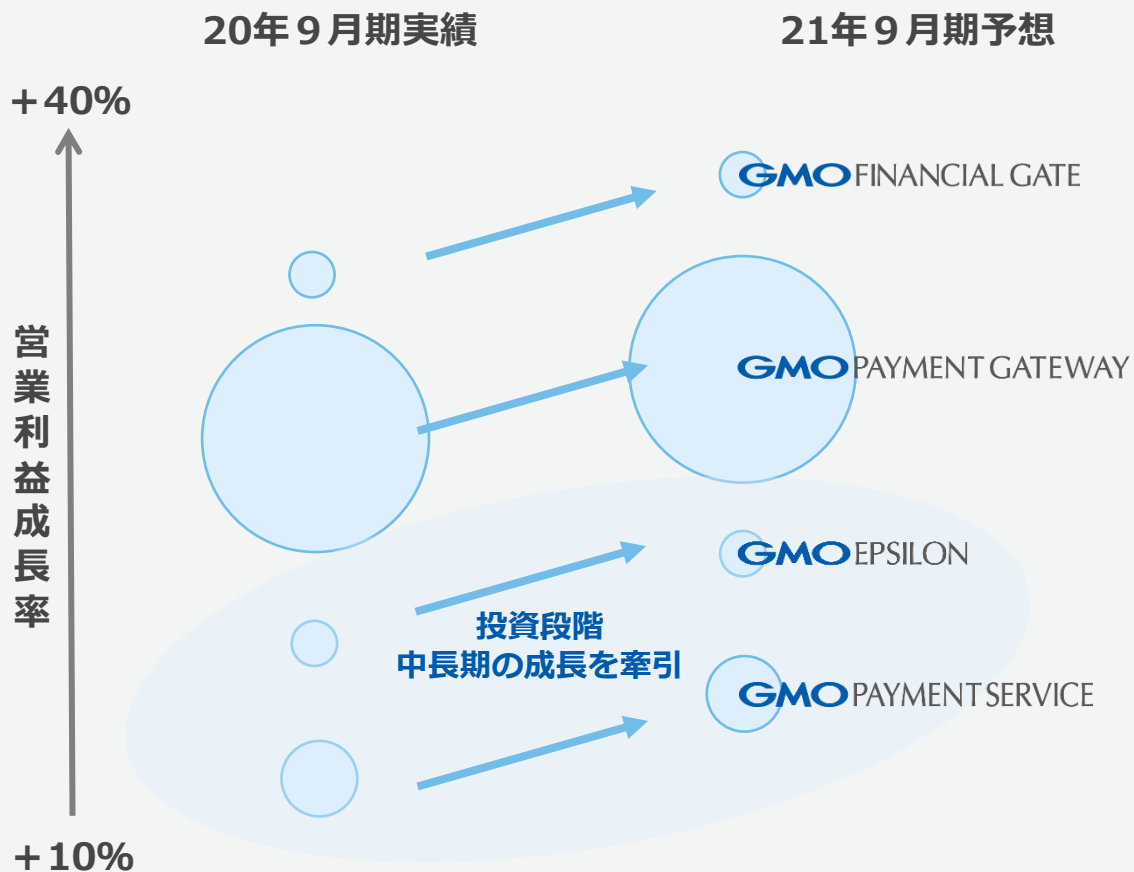 20年９月期実績
21年９月期予想
＋40%
営業利益成長率
GMO FINANCIAL GATE
GMO PAYMENT GATEWAY
GMO EPSILON
投資段階
中長期の成長を牽引
GMO PAYMENT SERVICE
＋10%